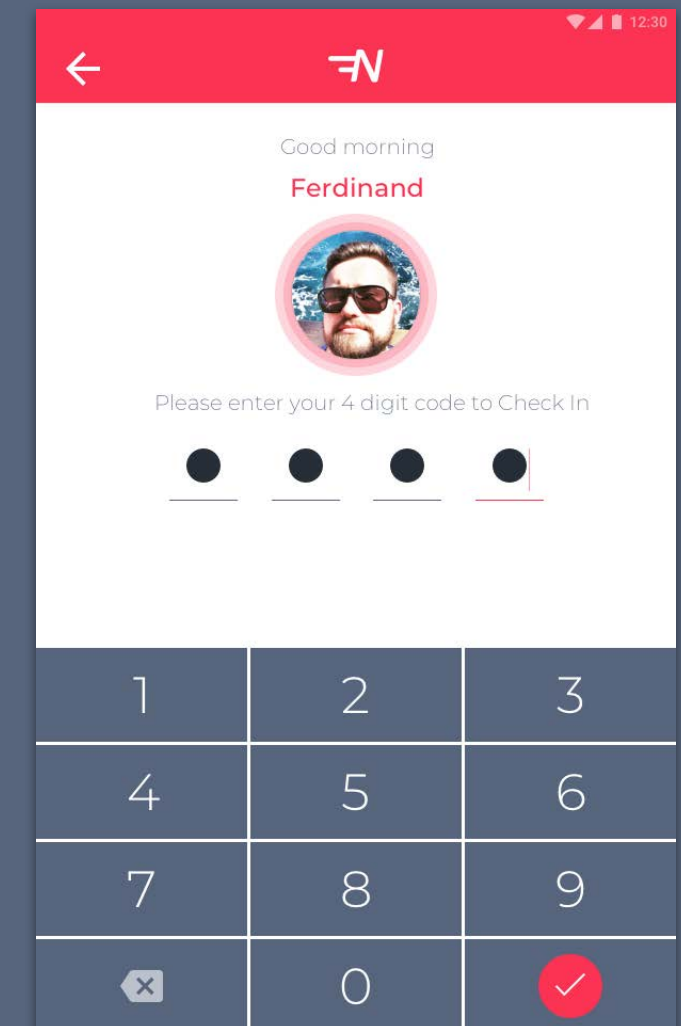 12:30
N
Good morning
Ferdinand
Please enter your 4 digit code to Check In
1 2 3
4 5 6
7 8 9
0